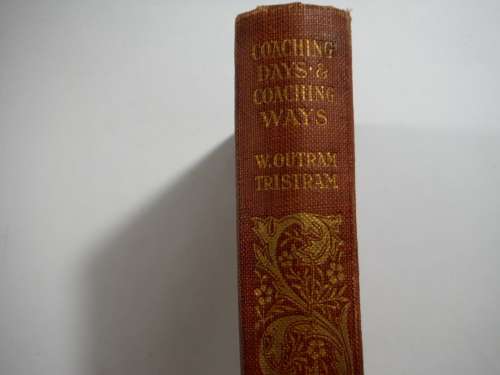 COACHING
DAYS & 
COACHING
WAYS
W. OUTRAM
TRISTRAM